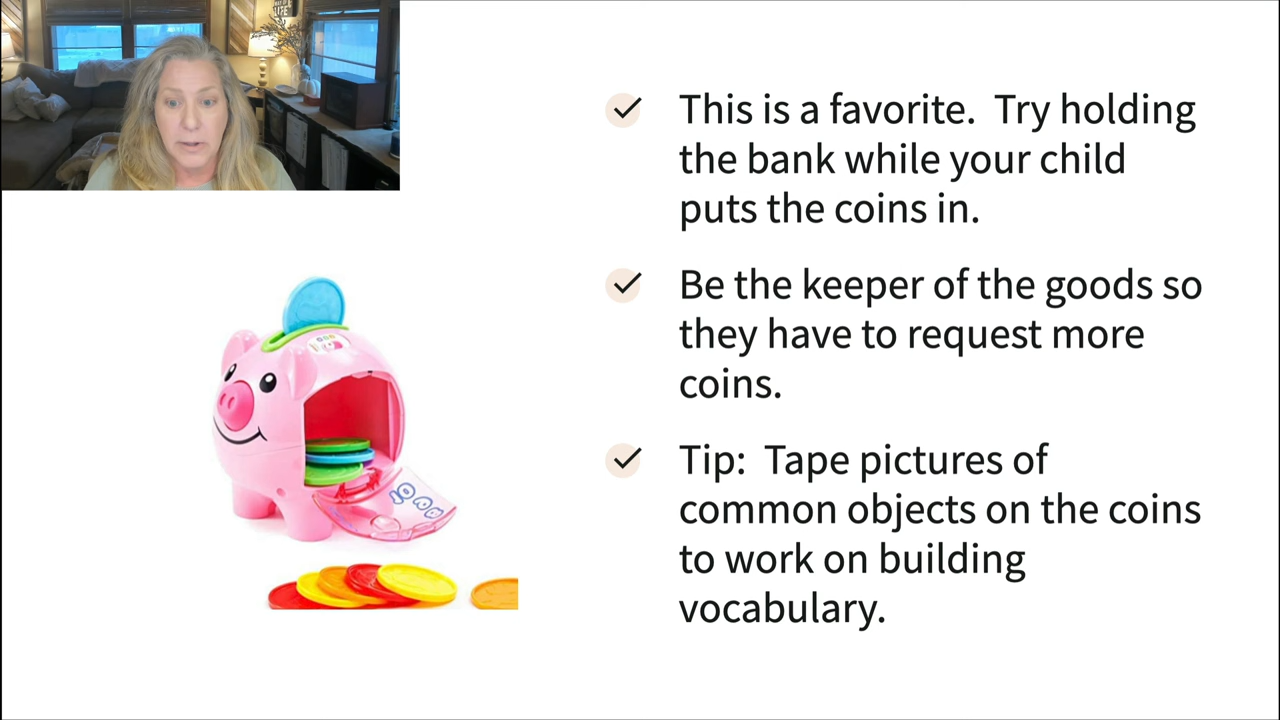 This is a favorite.  Try holding
the bank while your child
puts the coins in.
Be the keeper of the goods so
they have to request more
coins.
Tip:  Tape pictures of
common objects on the coins
to work on building
vocabulary.